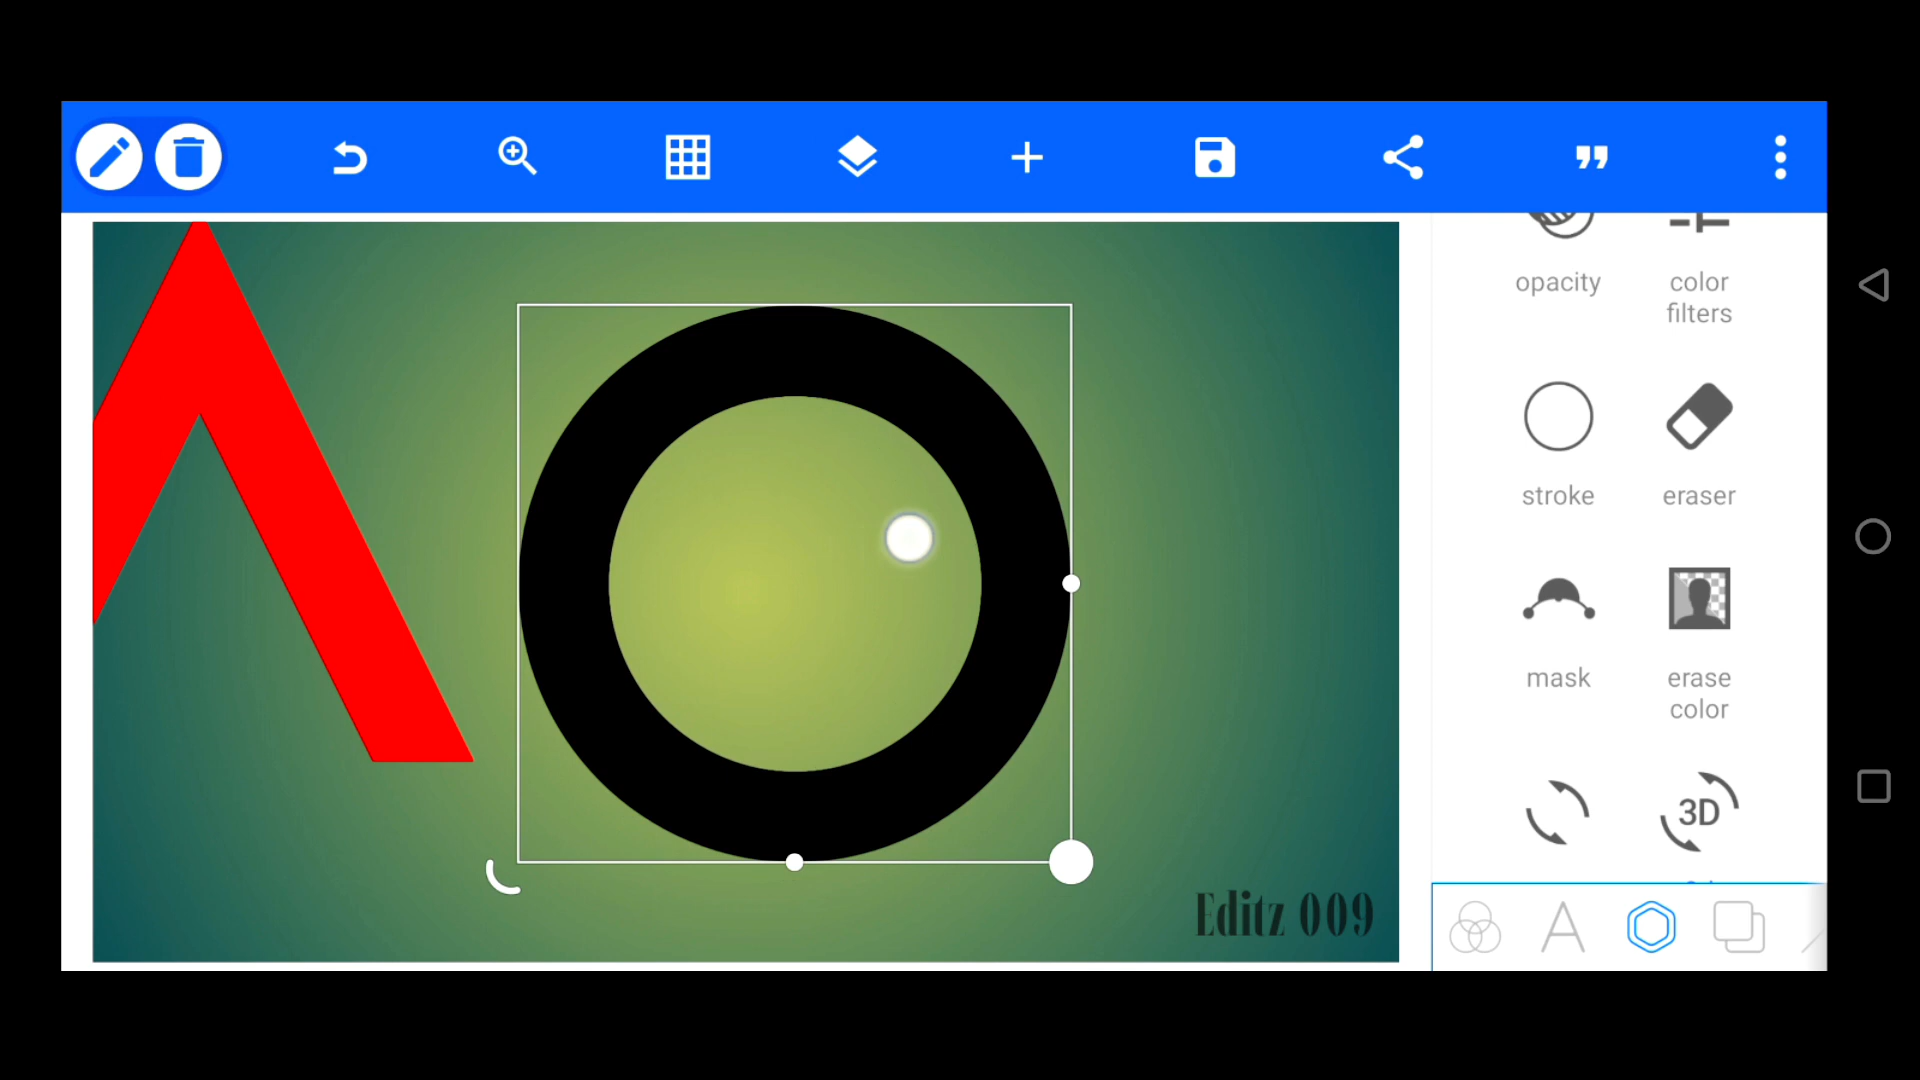 opacity
color
filters
stroke
eraser
mask
erase
color
3D
Editz 009